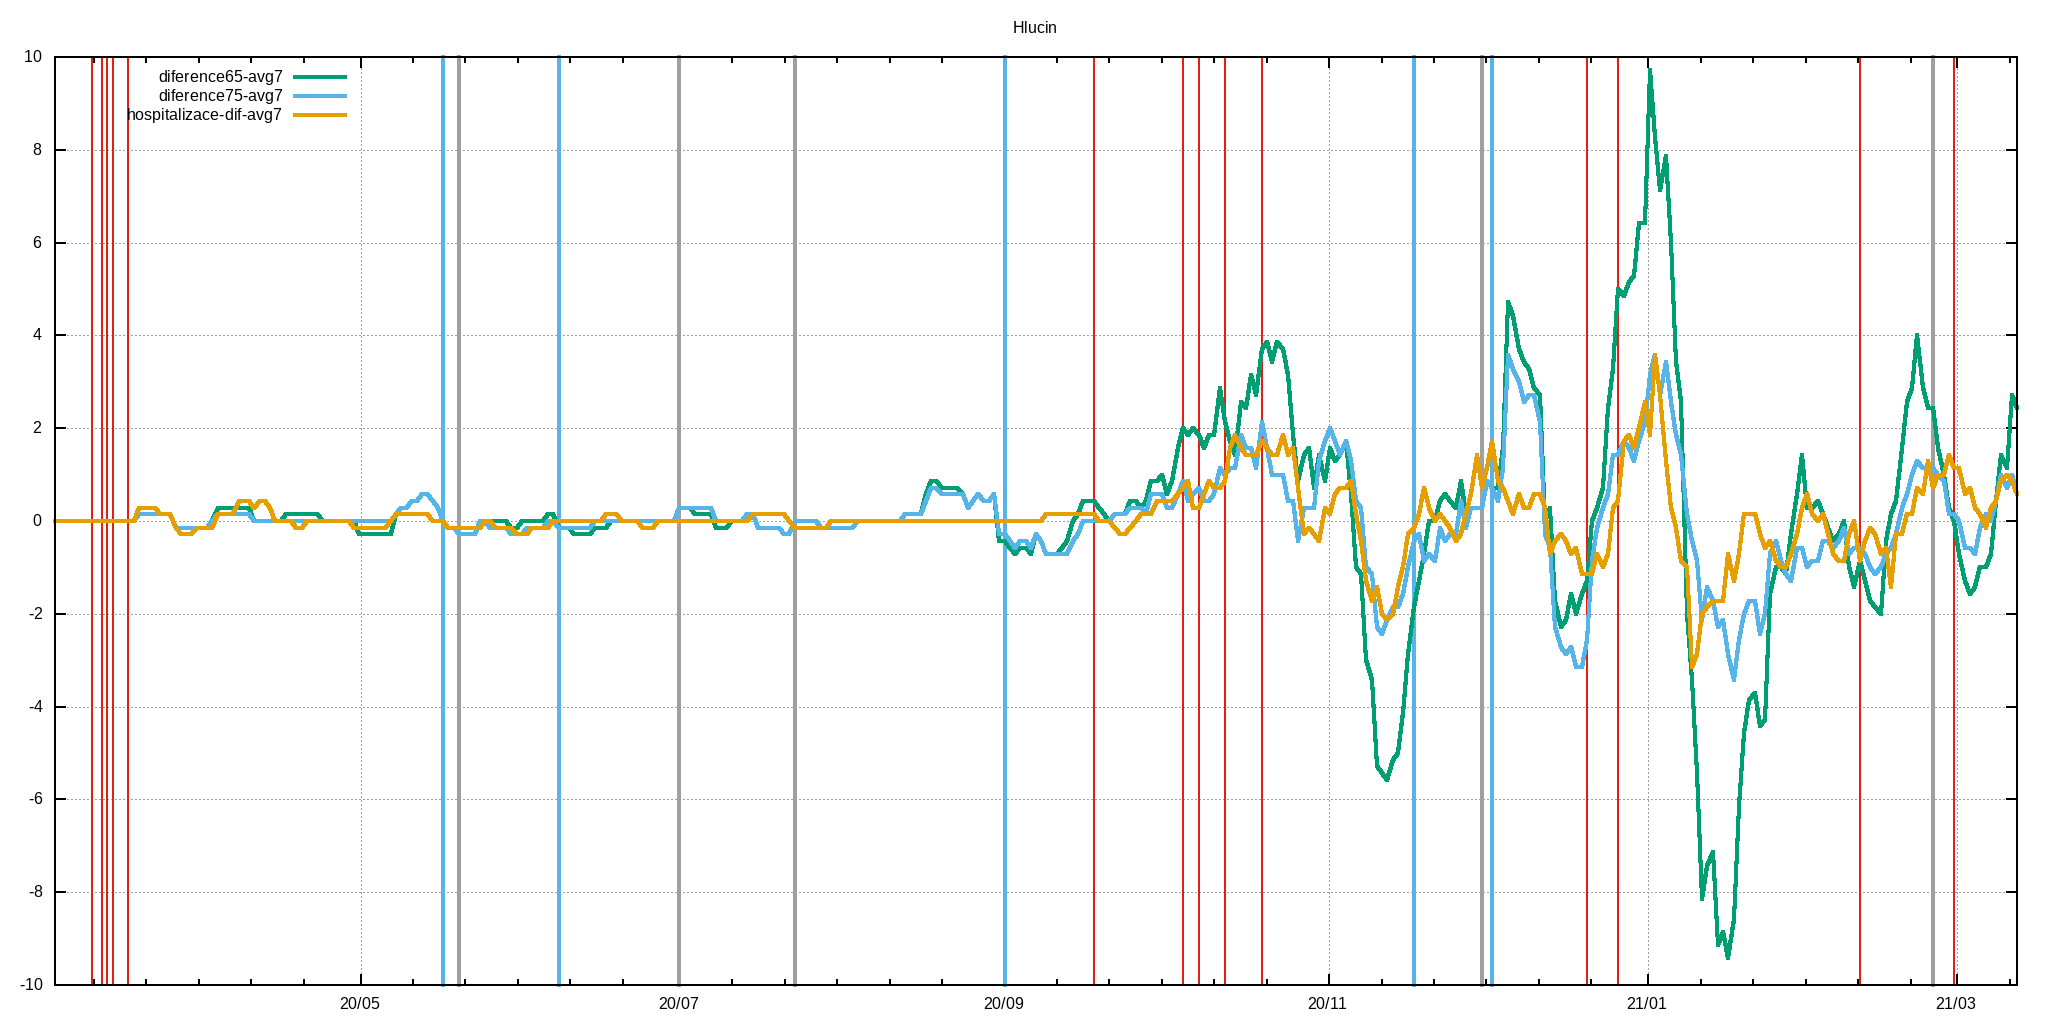 Hlucin
diference65-avg7
diference75-avg7
hospitalizace-dif-avg7
10
8
6
4
2
0
-2
-4
-6
-8
-10
20/05 20/07 20/09 20/11 21/01 21/03